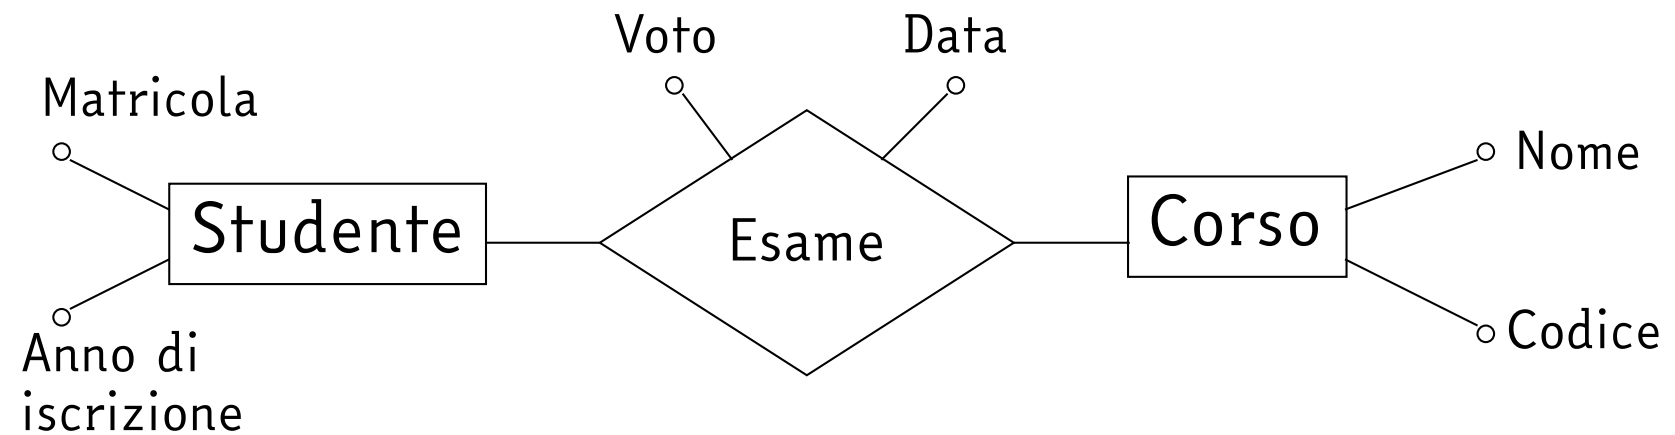 Voto
Data
Matricola
Nome
Studente
Esame
Corso
Anno di
iscrizione
Codice